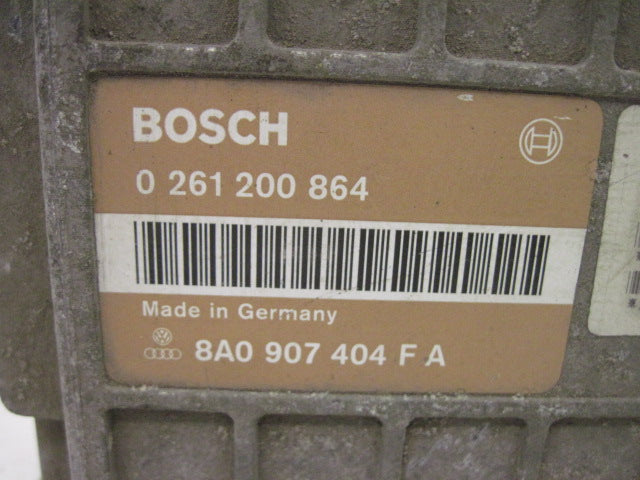 BOSCH
0 261 200 864
Made in Germany
8A0 907 404 F A